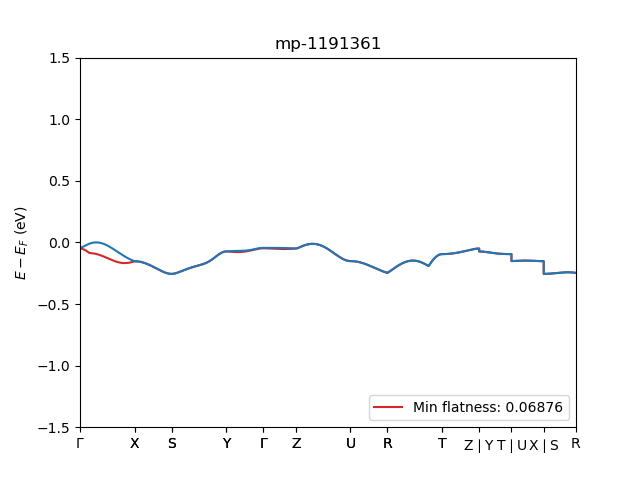 mp-1191361
E − E_F (eV)
1.5
1.0
0.5
0.0
−0.5
−1.0
−1.5
Min flatness: 0.06876
Γ X S Y Γ Z U R T Z | Y T | U X | S R